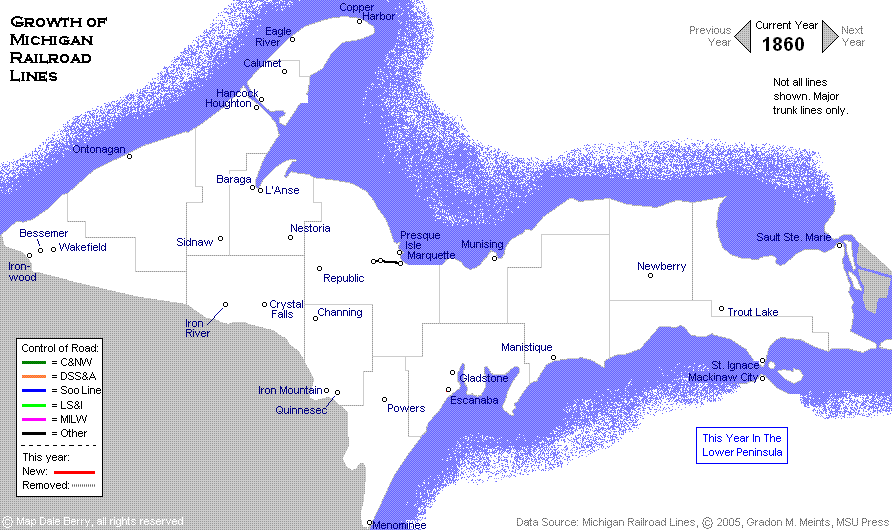 GROWTH OF
MICHIGAN
RAILROAD
LINES
Previous
Year
Current Year
1860
Next
Year
Not all lines
shown. Major
trunk lines only.
Copper
Harbor
Eagle
River
Calumet
Hancock
Houghton
Ontonagan
Baraga
L'Anse
Bessemer
Wakefield
Iron-
wood
Sidnaw
Nestoria
Presque
Isle
Marquette
Munising
Sault Ste. Marie
Republic
Newberry
Iron
River
Crystal
Falls
Channing
Trout Lake
Manistique
Iron Mountain
Quinnesec
Gladstone
Escanaba
Powers
St. Ignace
Mackinaw City
Menominee
Control of Road:
= C&NW
= DSS&A
= Soo Line
= LS&I
= MILW
= Other
This year:
New:
Removed:
This Year In The
Lower Peninsula
© Map Dale Berry, all rights reserved
Data Source: Michigan Railroad Lines, © 2005, Gradon M. Meints, MSU Press